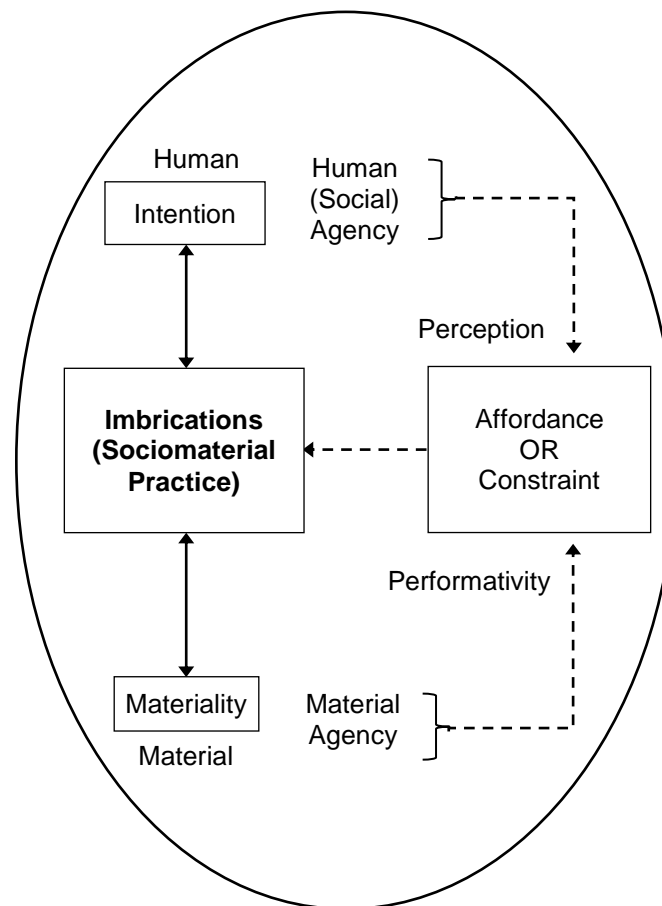 Human
Intention
Human
(Social)
Agency
Perception
Imbrications
(Sociomaterial
Practice)
Affordance
OR
Constraint
Performativity
Materiality
Material
Material
Agency